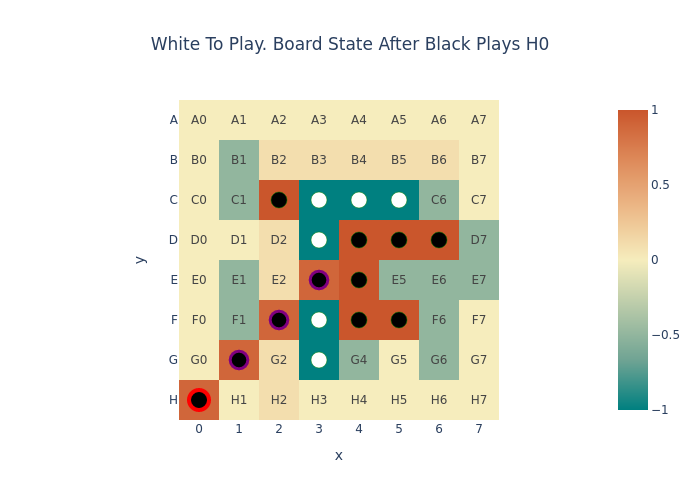 White To Play. Board State After Black Plays H0
A A0 A1 A2 A3 A4 A5 A6 A7
B B0 B1 B2 B3 B4 B5 B6 B7
C C0 C1 C6 C7
D D0 D1 D2 D7
E E0 E1 E2 E5 E6 E7
F F0 F1 F6 F7
G G0 G2 G4 G5 G6 G7
H H1 H2 H3 H4 H5 H6 H7
0 1 2 3 4 5 6 7
x
y
1
0.5
0
−0.5
−1